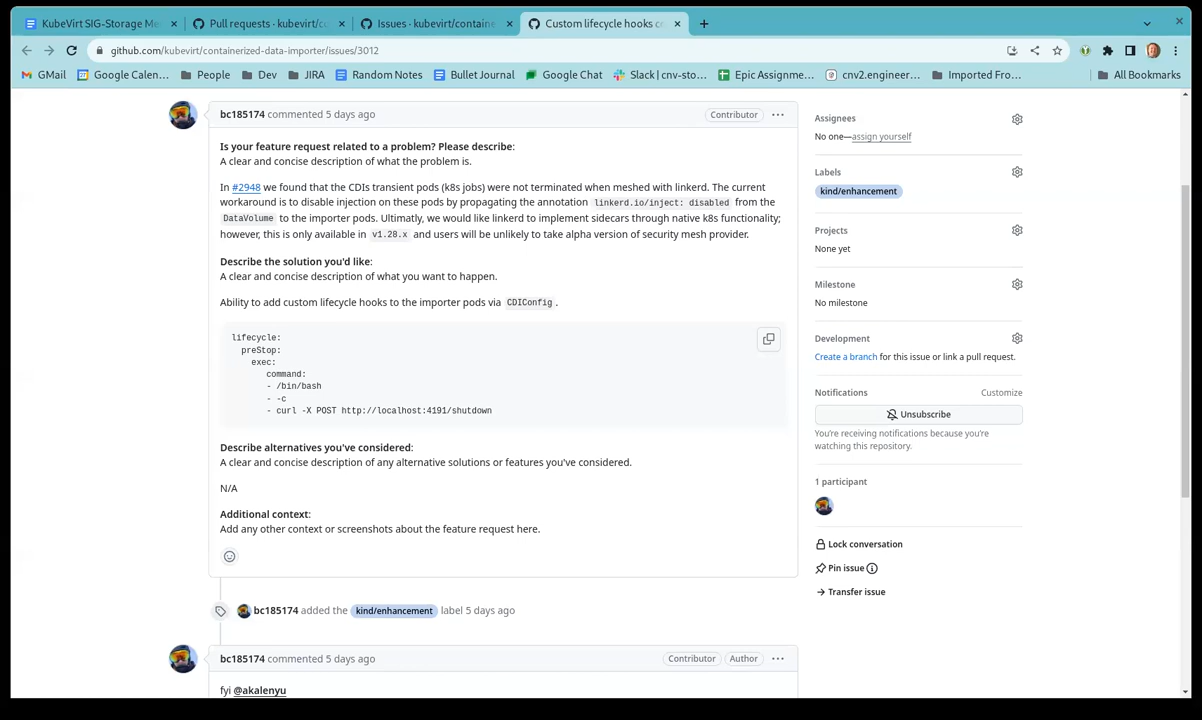 KubeVirt SIG-Storage Me
Pull requests · kubevirt/co
Issues · kubevirt/containe
Custom lifecycle hooks c
github.com/kubevirt/containerized-data-importer/issues/3012
GMail
Google Calen...
People
Dev
JIRA
Random Notes
Bullet Journal
Google Chat
Slack | cnv-sto...
Epic Assignme...
cnv2.engineer...
Imported Fro...
All Bookmarks
bc185174 commented 5 days ago
Contributor
Is your feature request related to a problem? Please describe:
A clear and concise description of what the problem is.
In #2948 we found that the CDIs transient pods (k8s jobs) were not terminated when meshed with linkerd. The current
workaround is to disable injection on these pods by propagating the annotation linkerd.io/inject: disabled from the
DataVolume to the importer pods. Ultimatly, we would like linkerd to implement sidecars through native k8s functionality;
however, this is only available in v1.28.x and users will be unlikely to take alpha version of security mesh provider.
Describe the solution you'd like:
A clear and concise description of what you want to happen.
Ability to add custom lifecycle hooks to the importer pods via CDIConfig.
lifecycle:
preStop:
exec:
command:
- /bin/bash
- -c
- curl -X POST http://localhost:4191/shutdown
Describe alternatives you've considered:
A clear and concise description of any alternative solutions or features you've considered.
N/A
Additional context:
Add any other context or screenshots about the feature request here.
bc185174 added the kind/enhancement label 5 days ago
bc185174 commented 5 days ago
Contributor
Author
fyi @akalenyu
Assignees
No one—assign yourself
Labels
kind/enhancement
Projects
None yet
Milestone
No milestone
Development
Create a branch for this issue or link a pull request.
Notifications
Customize
Unsubscribe
You're receiving notifications because you're
watching this repository.
1 participant
Lock conversation
Pin issue
Transfer issue